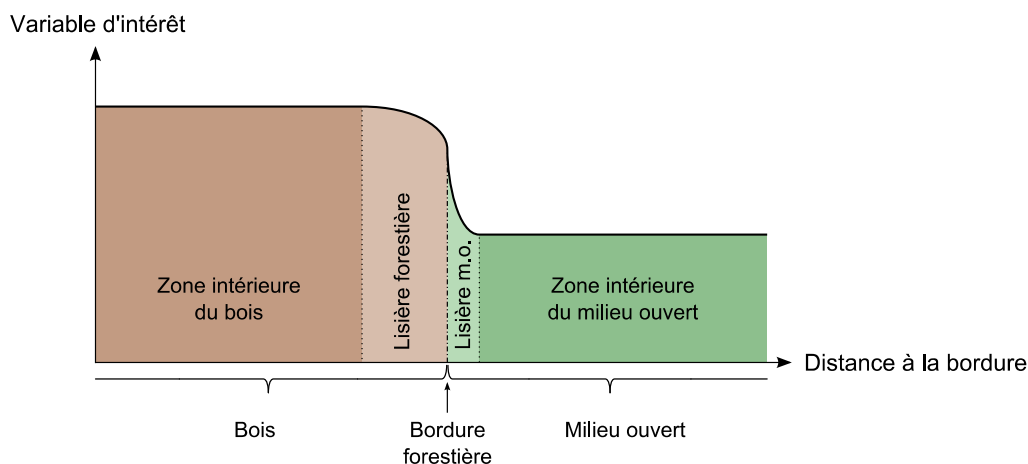 Variable d'intérêt
Zone intérieure
du bois
Lisière forestière
Lisière m.o.
Zone intérieure
du milieu ouvert
Distance à la bordure
Bois
Bordure
forestière
Milieu ouvert